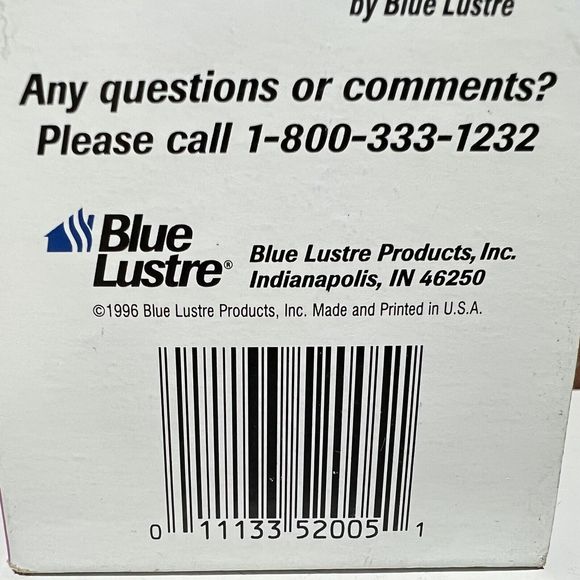 by Blue Lustre
Any questions or comments?
Please call 1-800-333-1232
Blue
Lustre®
Blue Lustre Products, Inc.
Indianapolis, IN 46250
©1996 Blue Lustre Products, Inc. Made and Printed in U.S.A.
0 11133 52005 1